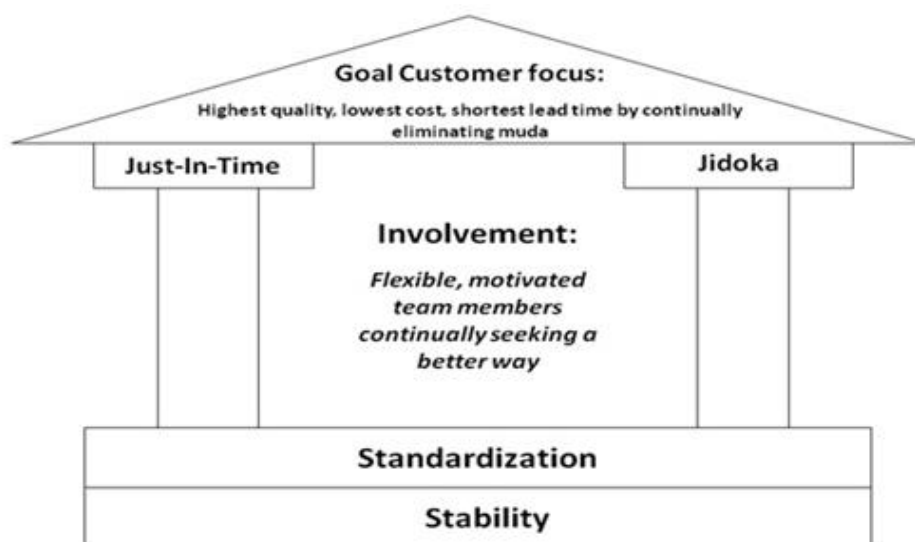 Goal Customer focus:
Highest quality, lowest cost, shortest lead time by continually
eliminating muda
Just-In-Time
Jidoka
Involvement:
Flexible, motivated
team members
continually seeking a
better way
Standardization
Stability